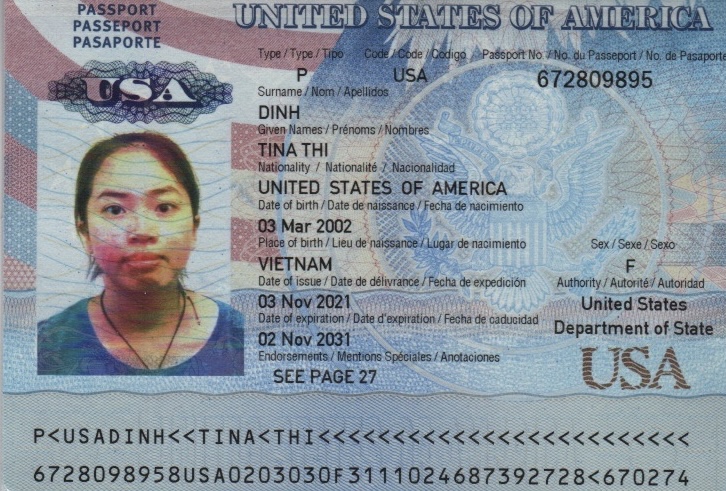 PASSPORT
PASSEPORT
PASAPORTE
USA
UNITED STATES OF AMERICA
Type / Type / Tipo Code / Code / Codigo Passport No. / No. du Passeport / No. de Pasaporte
P USA 672809895
Surname / Nom / Apellidos
DINH
Given Names / Prénoms / Nombres
TINA THI
Nationality / Nationalité / Nacionalidad
UNITED STATES OF AMERICA
Date of birth / Date de naissance / Fecha de nacimiento
03 Mar 2002
Place of birth / Lieu de naissance / Lugar de nacimiento Sex / Sexe / Sexo
VIETNAM F
Date of issue / Date de délivrance / Fecha de expedición Authority / Autorité / Autoridad
03 Nov 2021 United States
Date of expiration / Date d'expiration / Fecha de caducidad Department of State
02 Nov 2031
Endorsements / Mentions Spéciales / Anotaciones USA
SEE PAGE 27
P<USADINH<<TINA<THI<<<<<<<<<<<<<<<<<<<<<<<<<
6728098958USA0203030F3111024687392728<670274